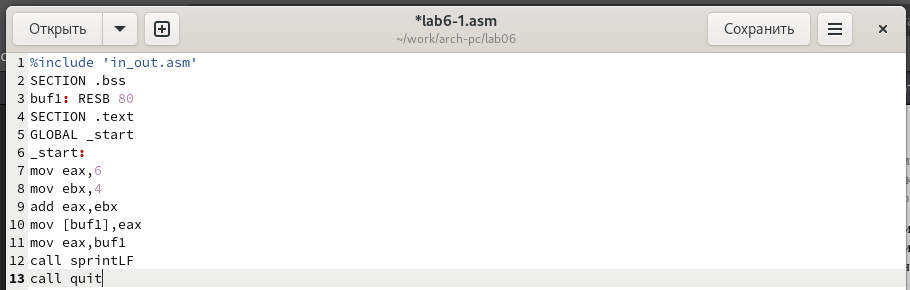 Открыть
*lab6-1.asm
~/work/arch-pc/lab06
Сохранить
1 %include 'in_out.asm'
2 SECTION .bss
3 buf1: RESB 80
4 SECTION .text
5 GLOBAL _start
6 _start:
7 mov eax,6
8 mov ebx,4
9 add eax,ebx
10 mov [buf1],eax
11 mov eax,buf1
12 call sprintLF
13 call quit